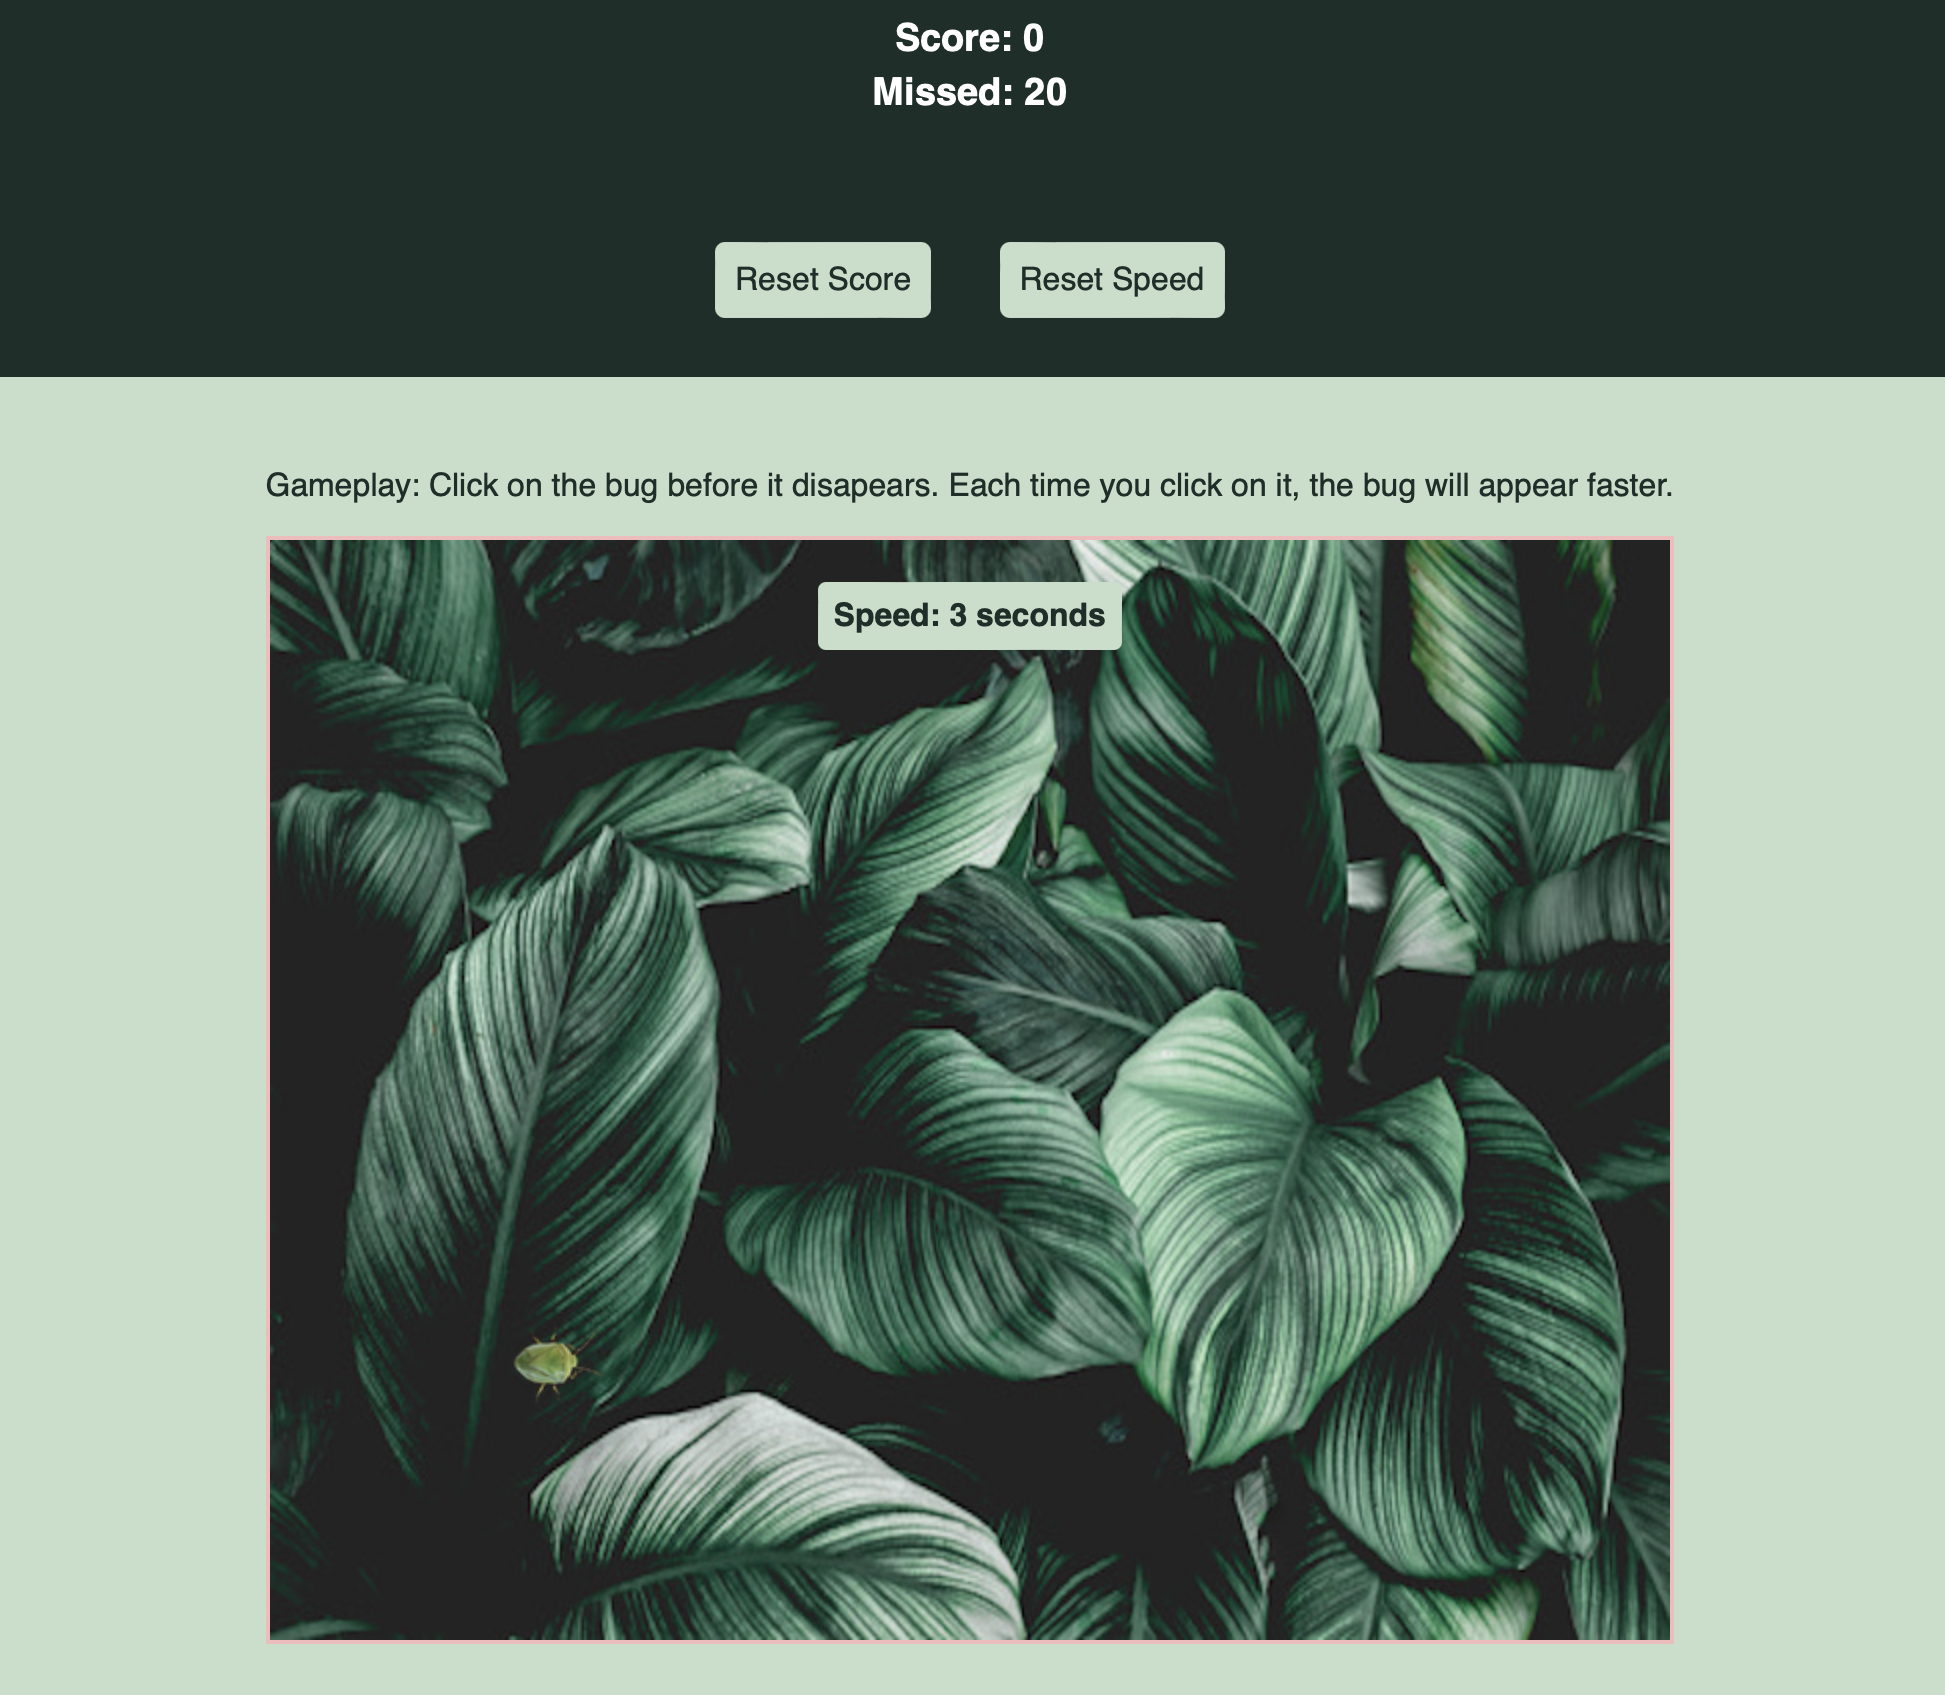 Score: 0
Missed: 20
Reset Score
Reset Speed
Gameplay: Click on the bug before it disapears. Each time you click on it, the bug will appear faster.
Speed: 3 seconds